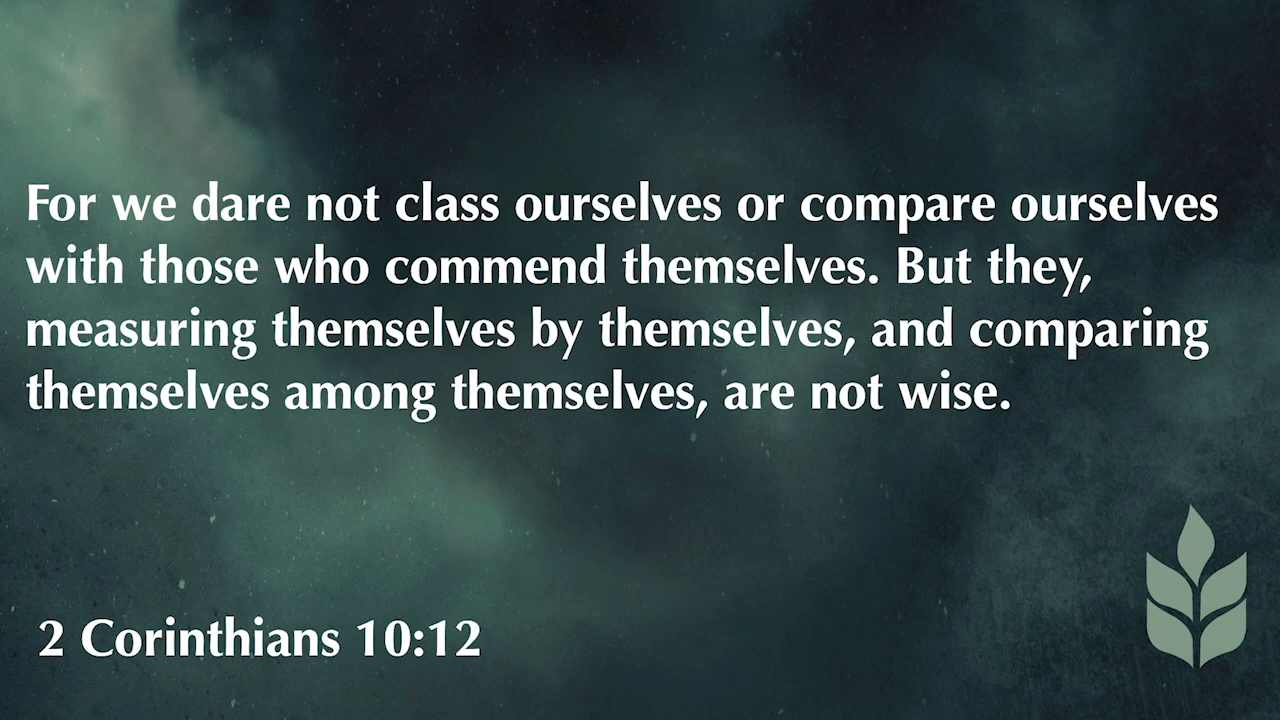 For we dare not class ourselves or compare ourselves
with those who commend themselves. But they,
measuring themselves by themselves, and comparing
themselves among themselves, are not wise.
2 Corinthians 10:12